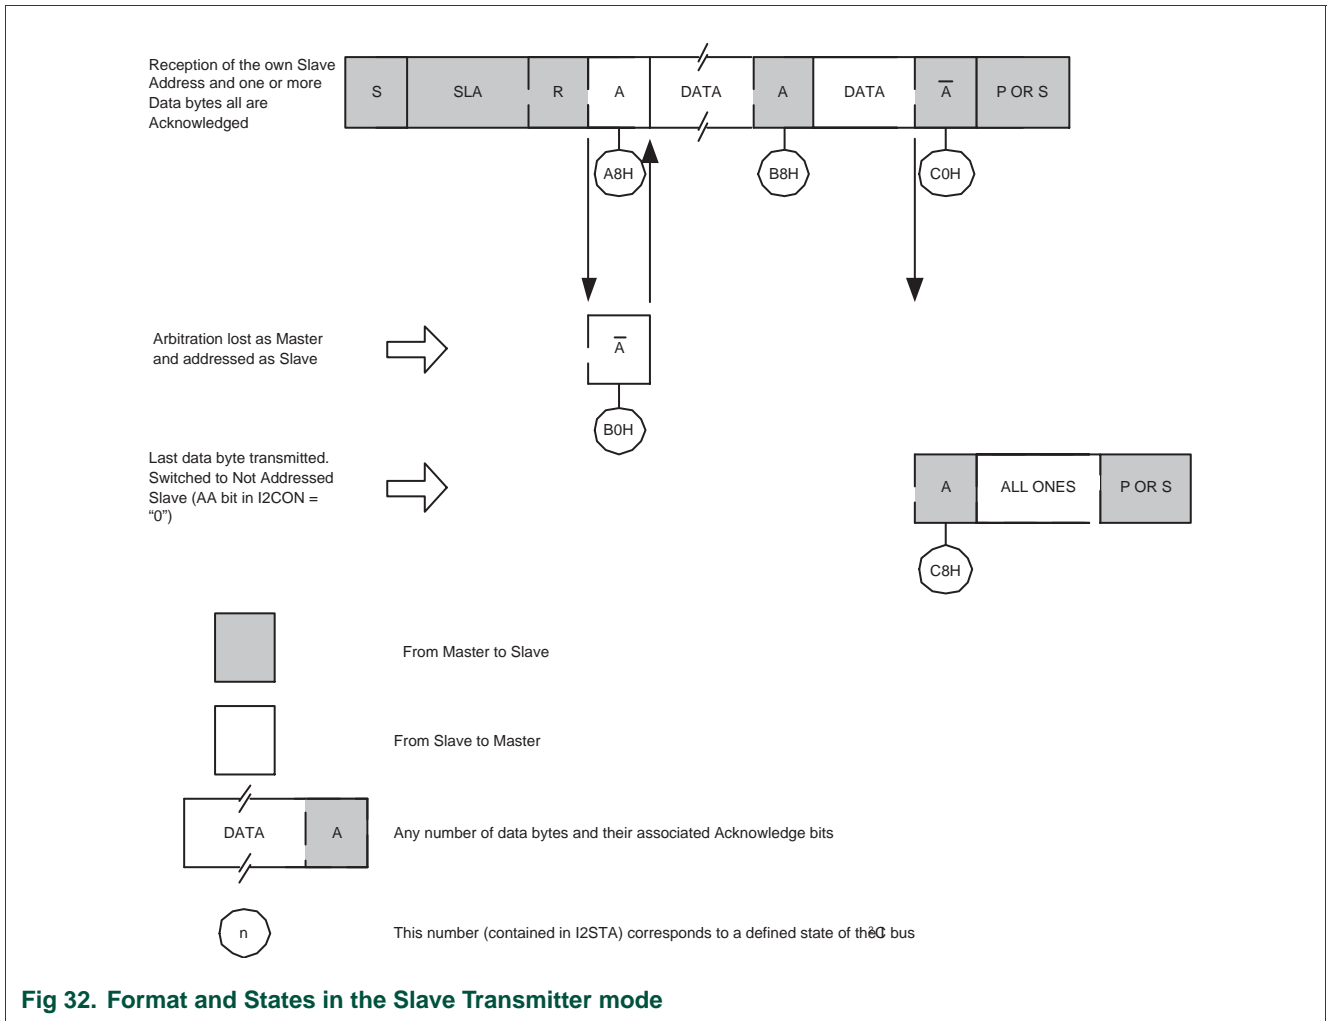 Reception of the own Slave
Address and one or more
Data bytes all are
Acknowledged
S SLA R A DATA A DATA A̅ P OR S
A8H B8H C0H
Arbitration lost as Master
and addressed as Slave
A̅
B0H
Last data byte transmitted.
Switched to Not Addressed
Slave (AA bit in I2CON =
“0”)
A ALL ONES P OR S
C8H
From Master to Slave
From Slave to Master
DATA A
Any number of data bytes and their associated Acknowledge bits
n
This number (contained in I2STA) corresponds to a defined state of the I²C bus
Fig 32. Format and States in the Slave Transmitter mode